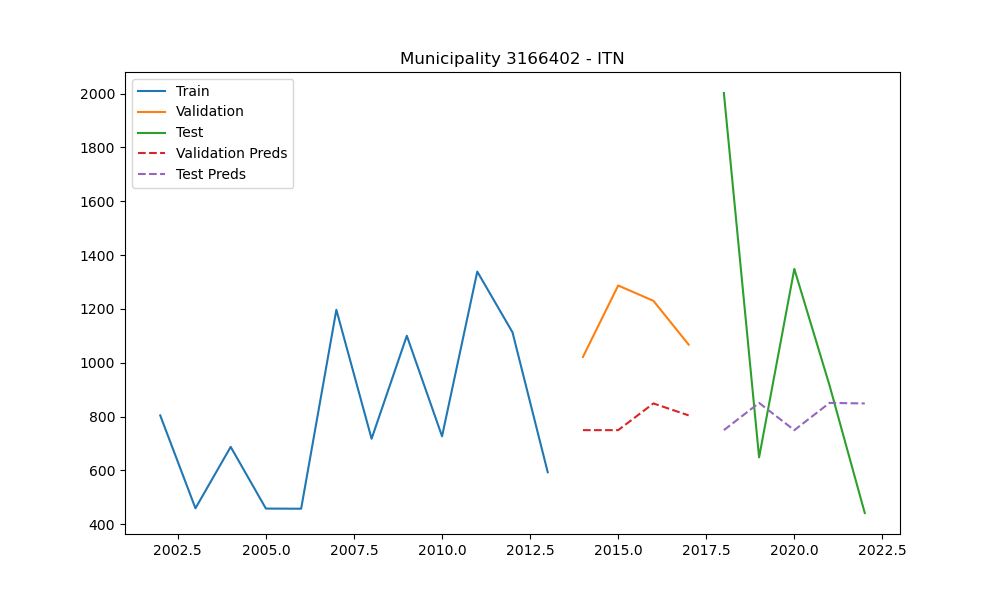 Municipality 3166402 - ITN
Train
Validation
Test
Validation Preds
Test Preds
2000
1800
1600
1400
1200
1000
800
600
400
2002.5 2005.0 2007.5 2010.0 2012.5 2015.0 2017.5 2020.0 2022.5